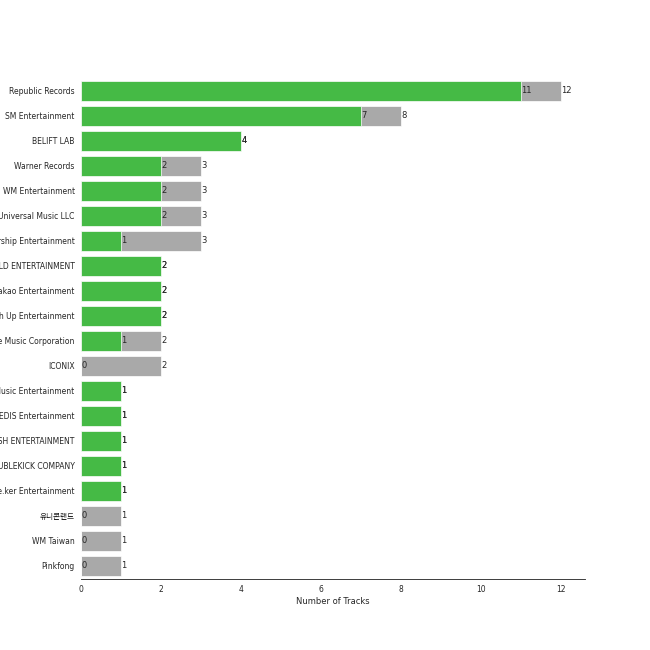 Republic Records 11 12
SM Entertainment 7 8
BELIFT LAB 4
Warner Records 2 3
WM Entertainment 2 3
Universal Music LLC 2 3
rship Entertainment 1 3
LD ENTERTAINMENT 2
akao Entertainment 2
h Up Entertainment 2
e Music Corporation 1 2
ICONIX 0 2
usic Entertainment 1
EDIS Entertainment 1
SH ENTERTAINMENT 1
UBLEKICK COMPANY 1
e.ker Entertainment 1
유니콘랜드 0 1
WM Taiwan 0 1
Pinkfong 0 1
0 2 4 6 8 10 12
Number of Tracks